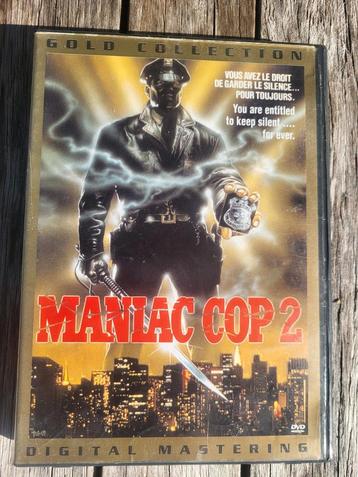 GOLD COLLECTION
VOUS AVEZ LE DROIT
DE GARDER LE SILENCE...
POUR TOUJOURS.
You are entitled
to keep silent ....
for ever.
MANIAC COP 2
DVD
DIGITAL MASTERING